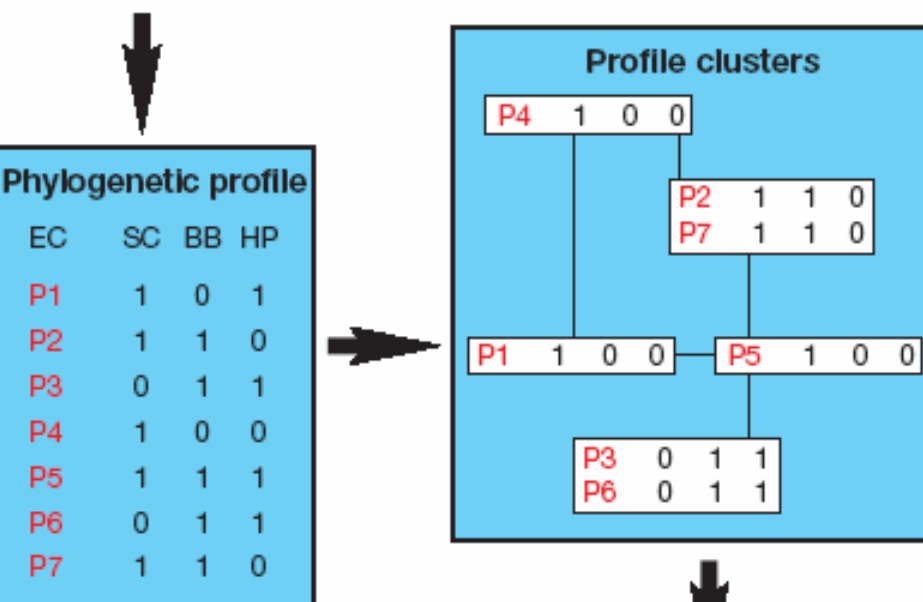 Phylogenetic profile
EC SC BB HP
P1 1 0 1
P2 1 1 0
P3 0 1 1
P4 1 0 0
P5 1 1 1
P6 0 1 1
P7 1 1 0
Profile clusters
P4 1 0 0
P2 1 1 0
P7 1 1 0
P1 1 0 0
P5 1 0 0
P3 0 1 1
P6 0 1 1